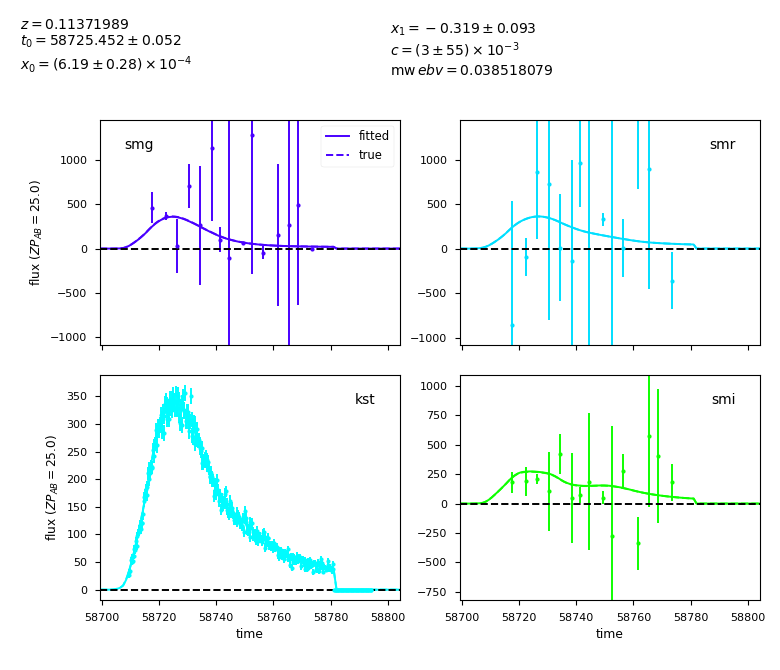 z = 0.11371989
t₀ = 58725.452 ± 0.052
x₀ = (6.19 ± 0.28) × 10⁻⁴
x₁ = −0.319 ± 0.093
c = (3 ± 55) × 10⁻³
mw ebv = 0.038518079
smg
fitted
true
1000
500
0
−500
−1000
flux (ZP_AB = 25.0)
smr
1000
500
0
−500
−1000
kst
350
300
250
200
150
100
50
0
flux (ZP_AB = 25.0)
58700 58720 58740 58760 58780 58800
time
smi
1000
750
500
250
0
−250
−500
−750
58700 58720 58740 58760 58780 58800
time